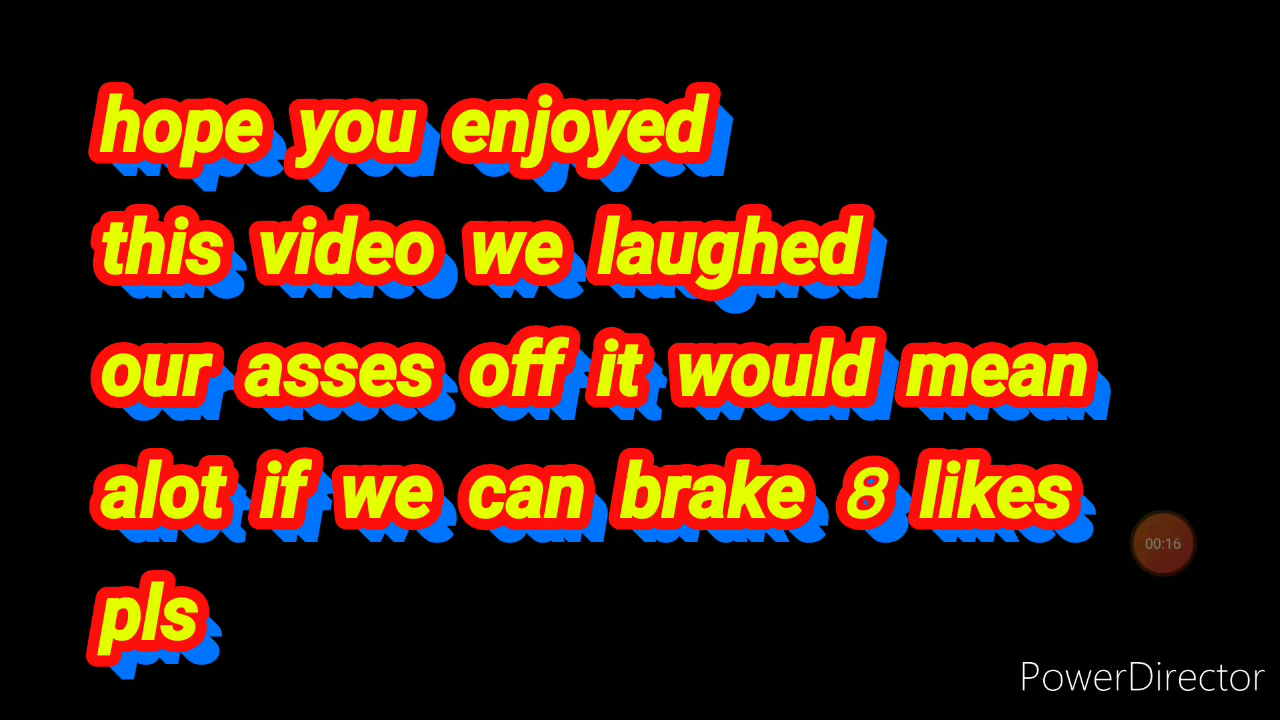 hope you enjoyed
this video we laughed
our asses off it would mean
alot if we can brake 8 likes
pls
00:16
PowerDirector